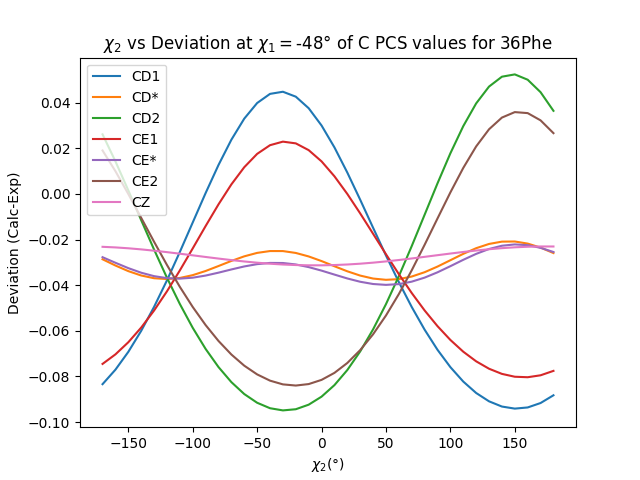 χ₂ vs Deviation at χ₁ = -48° of C PCS values for 36Phe
CD1
CD*
CD2
CE1
CE*
CE2
CZ
Deviation (Calc-Exp)
0.04
0.02
0.00
−0.02
−0.04
−0.06
−0.08
−0.10
−150 −100 −50 0 50 100 150
χ₂(°)